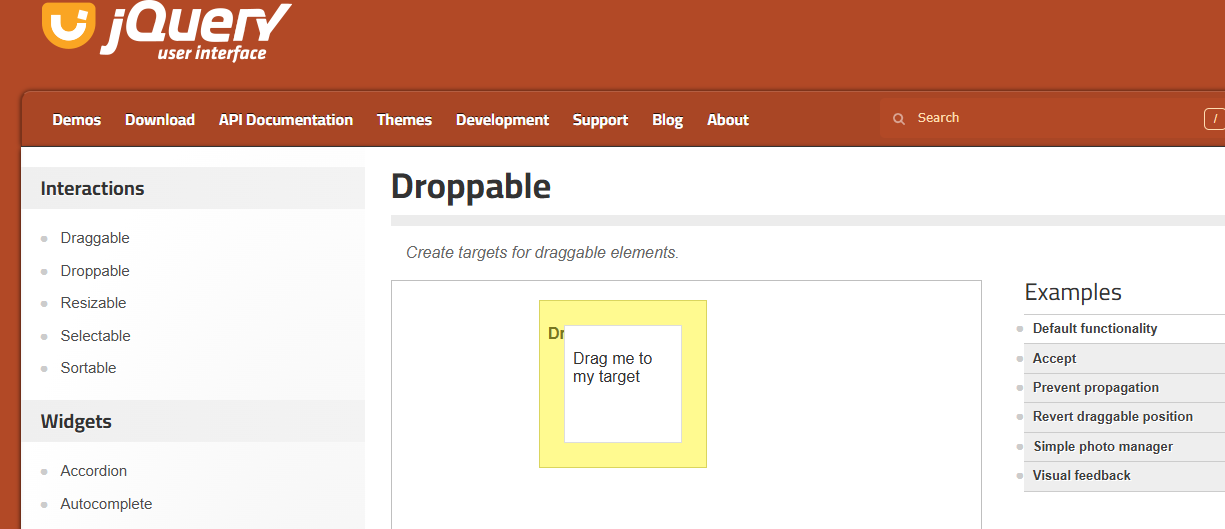 jQuery
user interface
Demos Download API Documentation Themes Development Support Blog About Search /
Interactions
Draggable
Droppable
Resizable
Selectable
Sortable
Widgets
Accordion
Autocomplete
Droppable
Create targets for draggable elements.
Dr
Drag me to
my target
Examples
Default functionality
Accept
Prevent propagation
Revert draggable position
Simple photo manager
Visual feedback